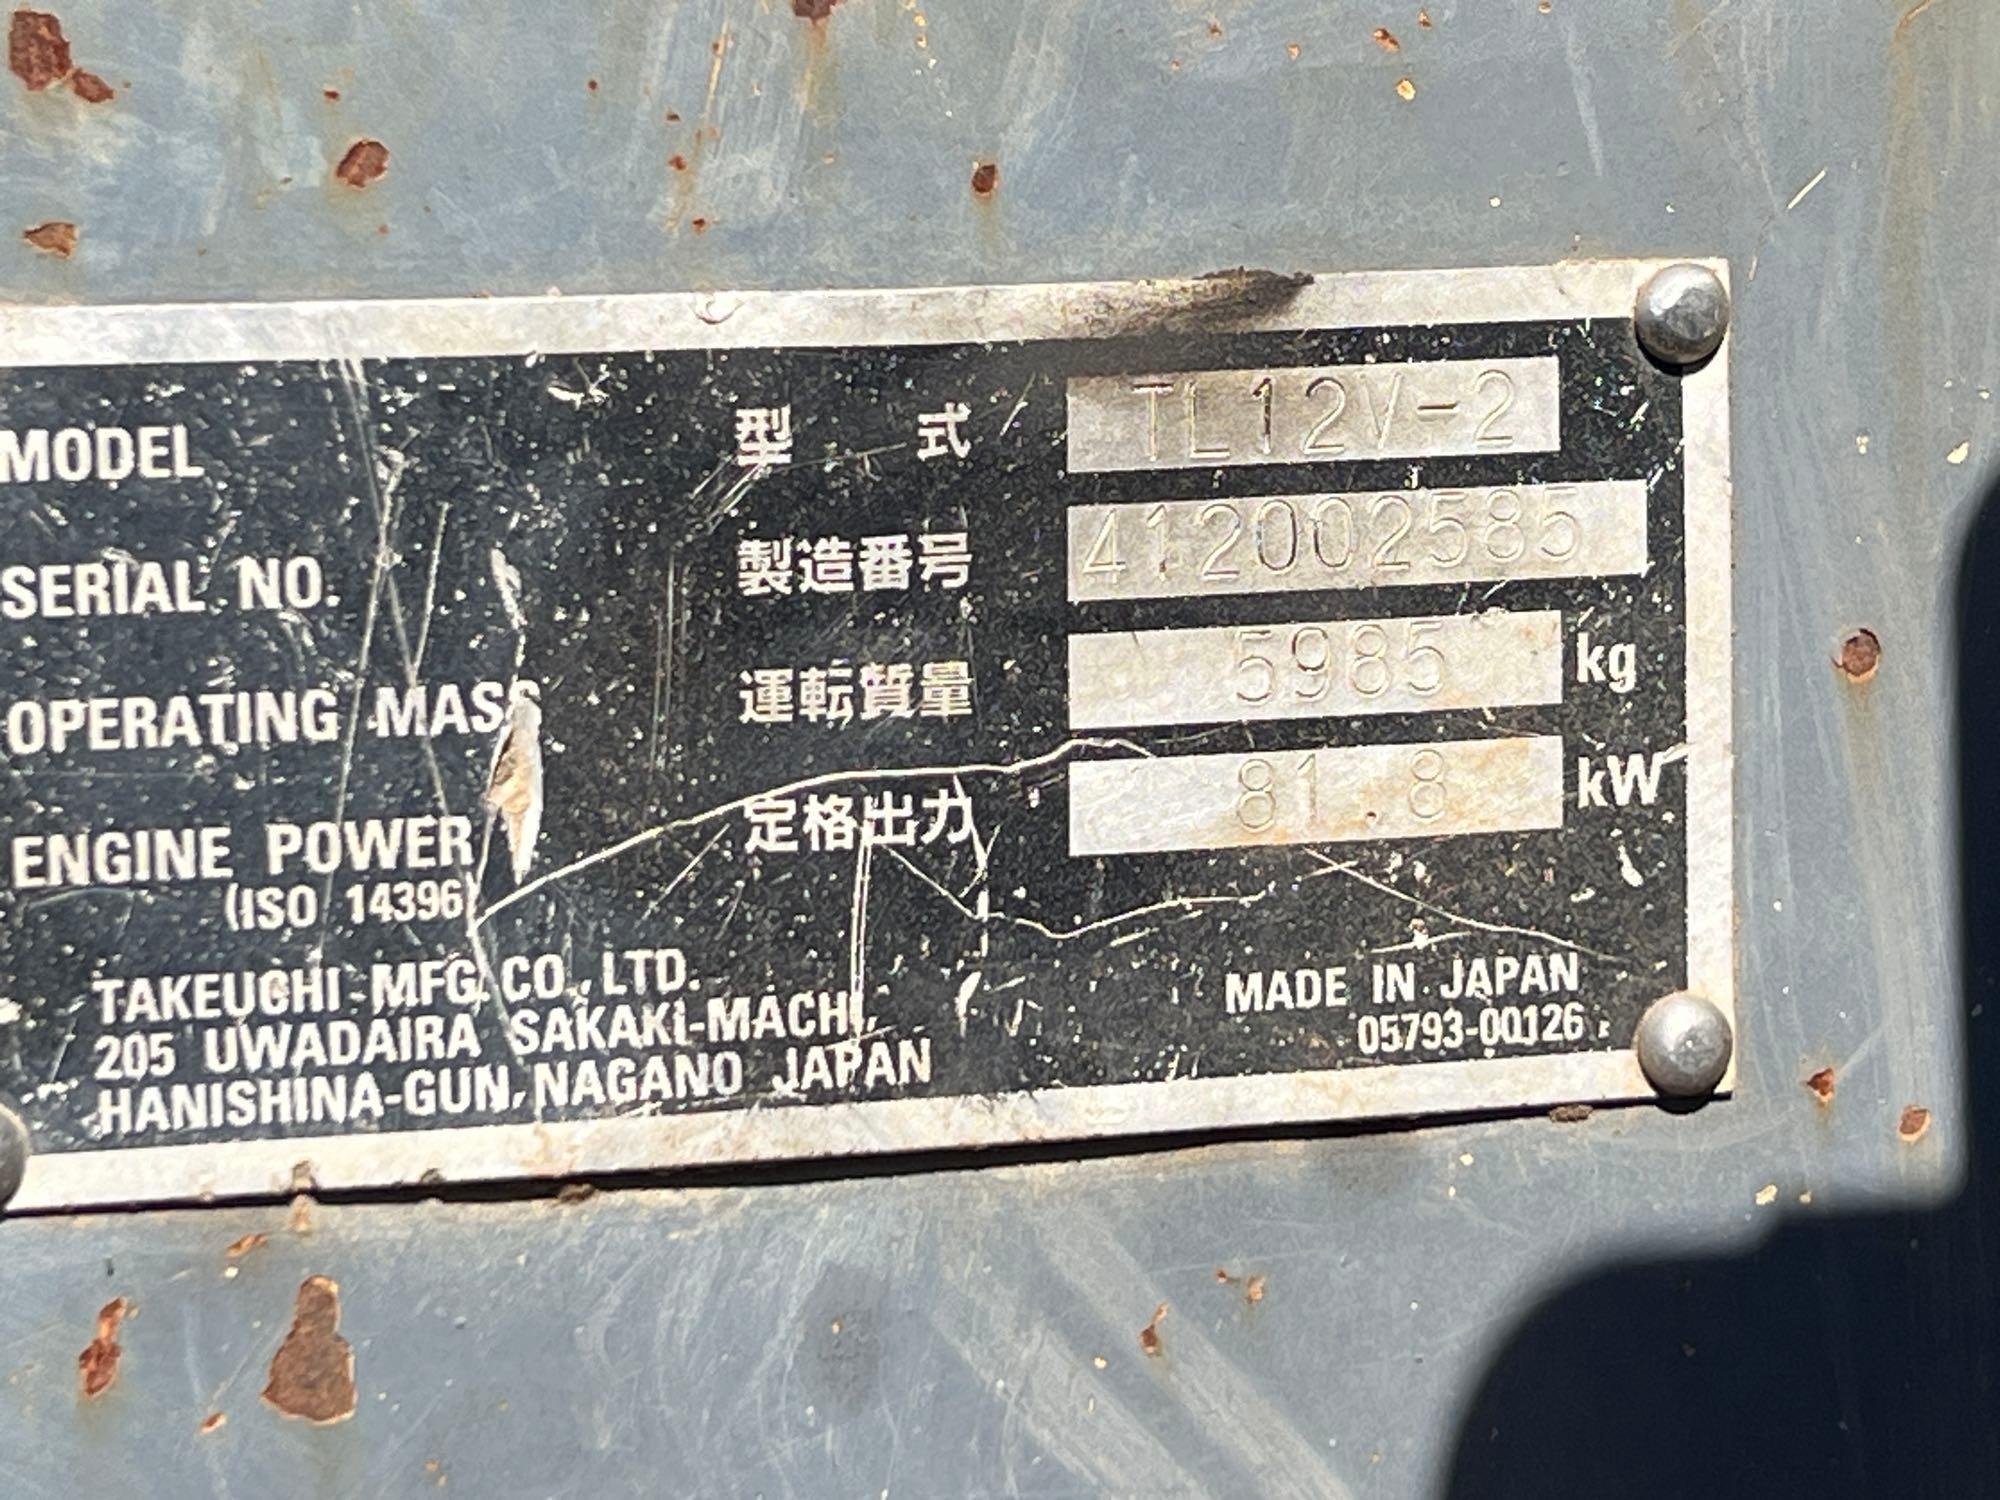 MODEL 型 式 TL12V-2
SERIAL NO. 製造番号 412002585
OPERATING MASS 運転質量 5985 kg
ENGINE POWER 定格出力 81.8 kW
(ISO 14396)
TAKEUCHI MFG. CO., LTD.
205 UWADAIRA SAKAKI-MACHI,
HANISHINA-GUN, NAGANO JAPAN
MADE IN JAPAN
05793-00126